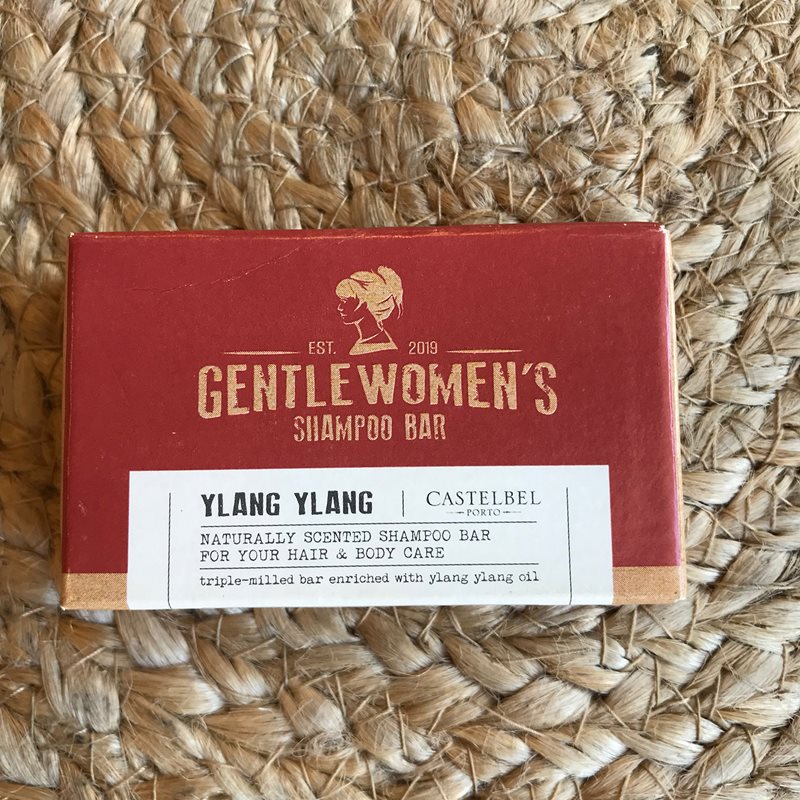 EST. 2019
GENTLEWOMEN'S
SHAMPOO BAR
YLANG YLANG | CASTELBEL
PORTO
NATURALLY SCENTED SHAMPOO BAR
FOR YOUR HAIR & BODY CARE
triple-milled bar enriched with ylang ylang oil